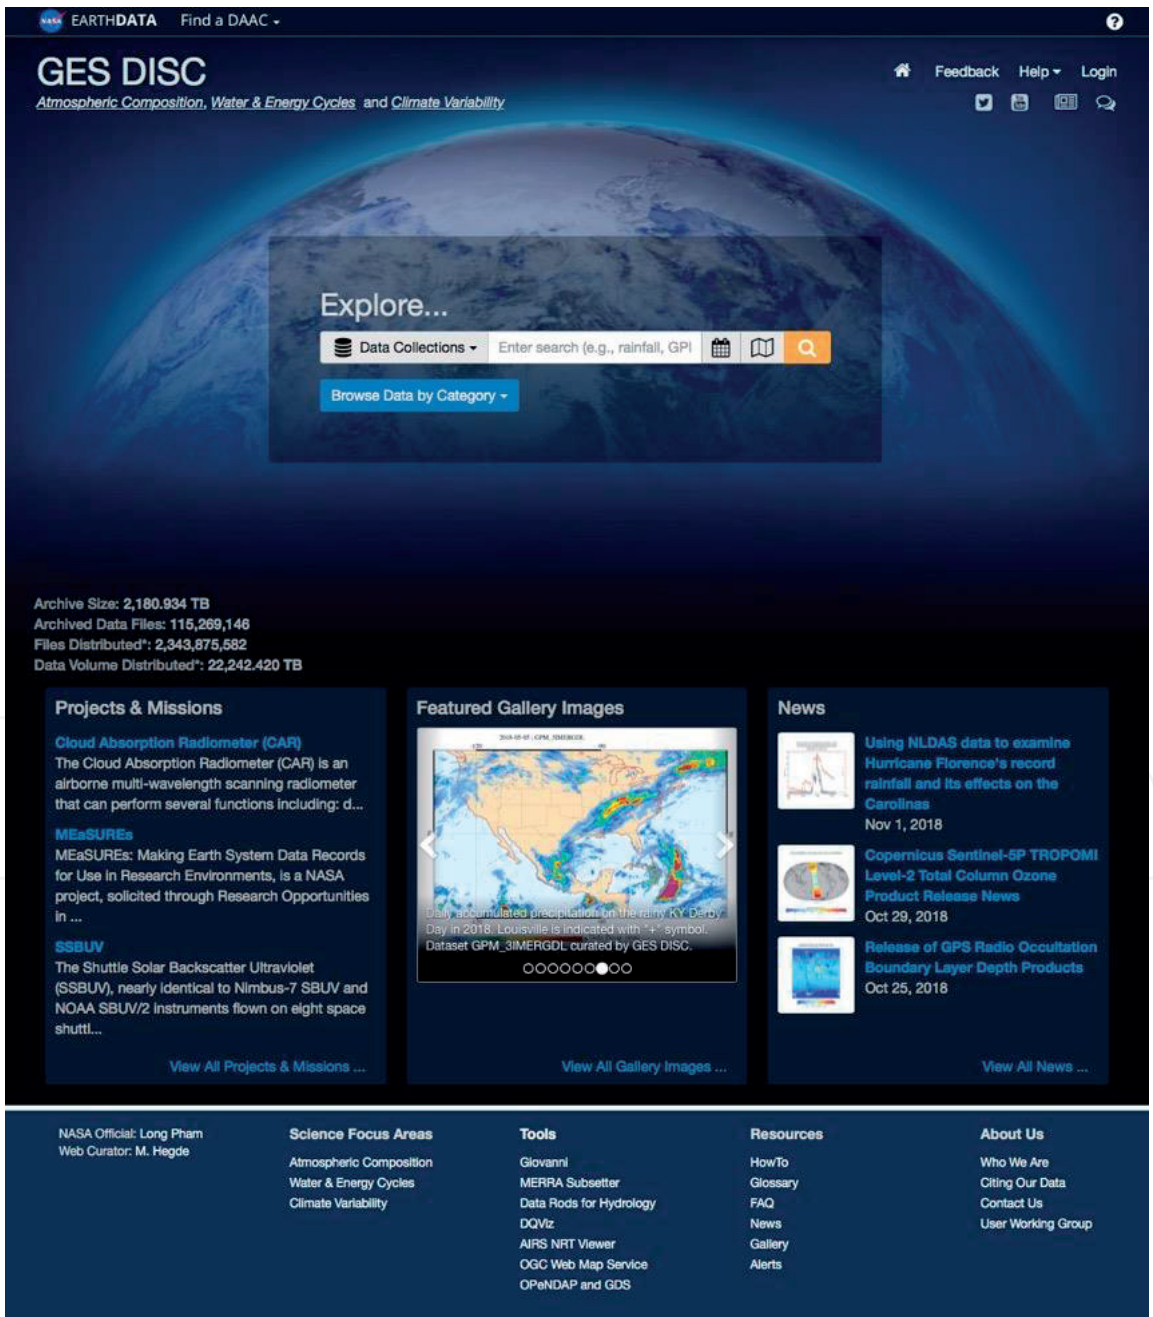 NASA EARTHDATA Find a DAAC
GES DISC
Feedback Help Login
Atmospheric Composition, Water & Energy Cycles and Climate Variability
Explore...
Data Collections Enter search (e.g., rainfall, GPI
Browse Data by Category
Archive Size: 2,180.934 TB
Archived Data Files: 115,269,146
Files Distributed*: 2,343,875,582
Data Volume Distributed*: 22,242.420 TB
Projects & Missions
Cloud Absorption Radiometer (CAR)
The Cloud Absorption Radiometer (CAR) is an
airborne multi-wavelength scanning radiometer
that can perform several functions including: d...
MEaSUREs
MEaSUREs: Making Earth System Data Records
for Use in Research Environments, is a NASA
project, solicited through Research Opportunities
in ...
SSBUV
The Shuttle Solar Backscatter Ultraviolet
(SSBUV), nearly identical to Nimbus-7 SBUV and
NOAA SBUV/2 instruments flown on eight space
shuttl...
View All Projects & Missions ...
Featured Gallery Images
2018-05-05 ; GPM_3IMERGDL
-120
Daily accumulated precipitation on the rainy KY Derby
Day in 2018. Louisville is indicated with "+" symbol.
Dataset GPM_3IMERGDL curated by GES DISC.
View All Gallery Images ...
News
Using NLDAS data to examine
Hurricane Florence's record
rainfall and its effects on the
Carolinas
Nov 1, 2018
Copernicus Sentinel-5P TROPOMI
Level-2 Total Column Ozone
Product Release News
Oct 29, 2018
Release of GPS Radio Occultation
Boundary Layer Depth Products
Oct 25, 2018
View All News ...
NASA Official: Long Pham
Web Curator: M. Hegde
Science Focus Areas
Atmospheric Composition
Water & Energy Cycles
Climate Variability
Tools
Giovanni
MERRA Subsetter
Data Rods for Hydrology
DQViz
AIRS NRT Viewer
OGC Web Map Service
OPeNDAP and GDS
Resources
HowTo
Glossary
FAQ
News
Gallery
Alerts
About Us
Who We Are
Citing Our Data
Contact Us
User Working Group